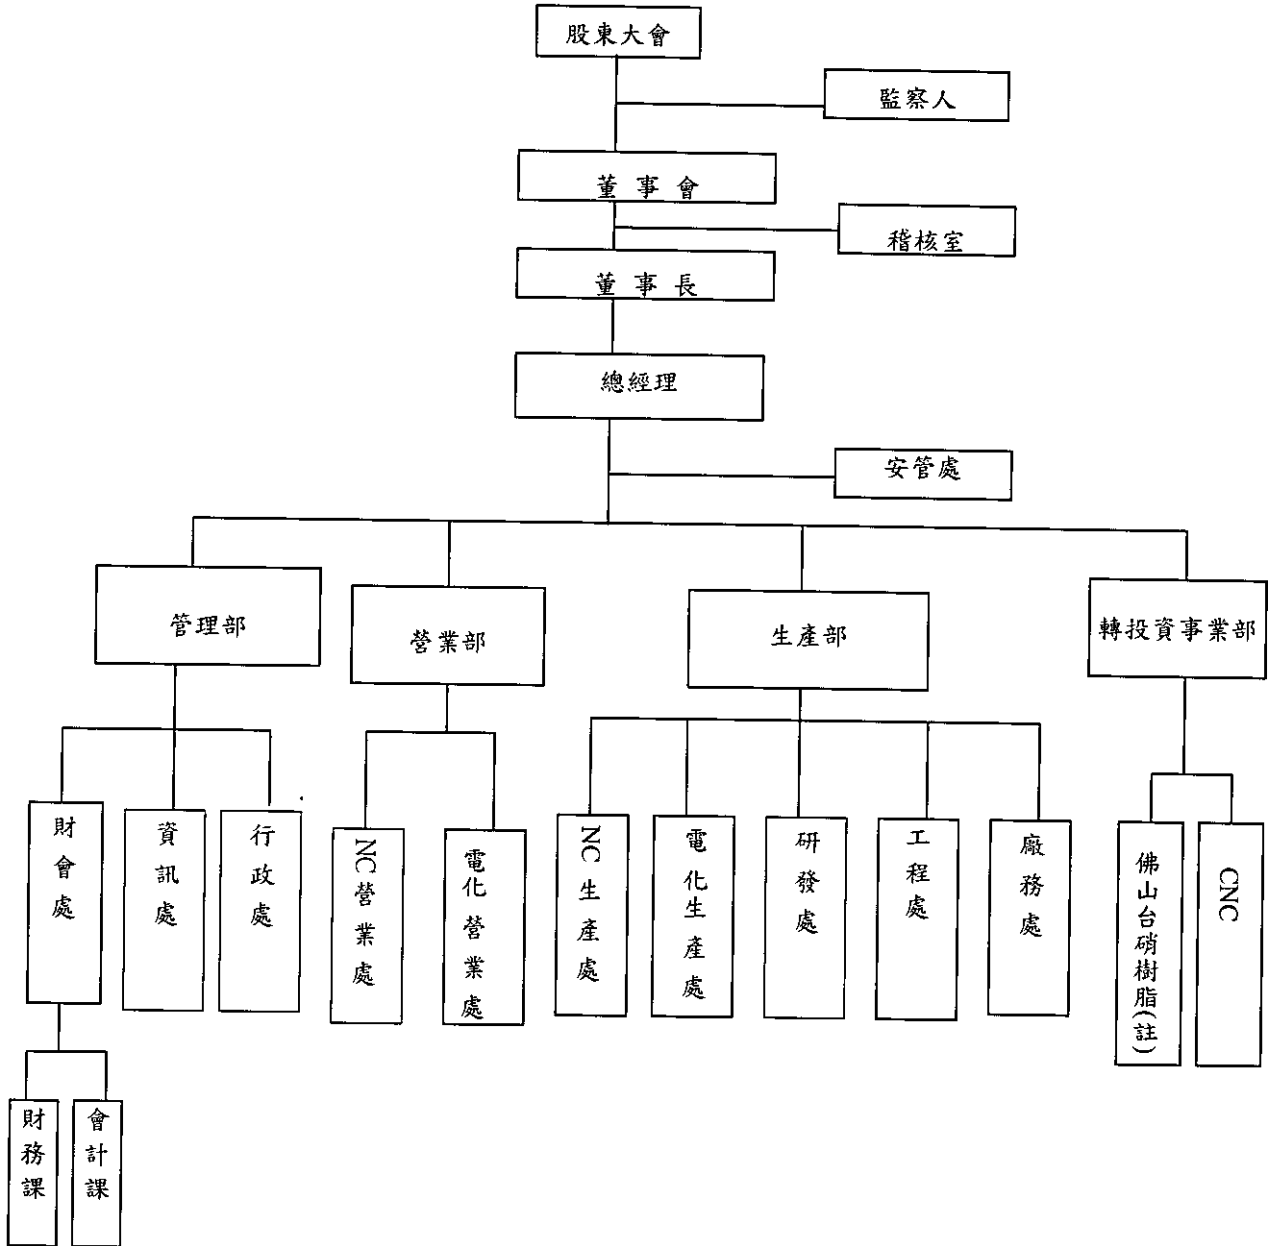 股東大會
監察人
董事會
稽核室
董事長
總經理
安管處
管理部
營業部
生產部
轉投資事業部
財會處
資訊處
行政处
NC營業處
電化營業處
NC生產處
電化生產處
研發處
工程處
廠務處
佛山台硝樹脂(註)
CNC
財務課
會計課